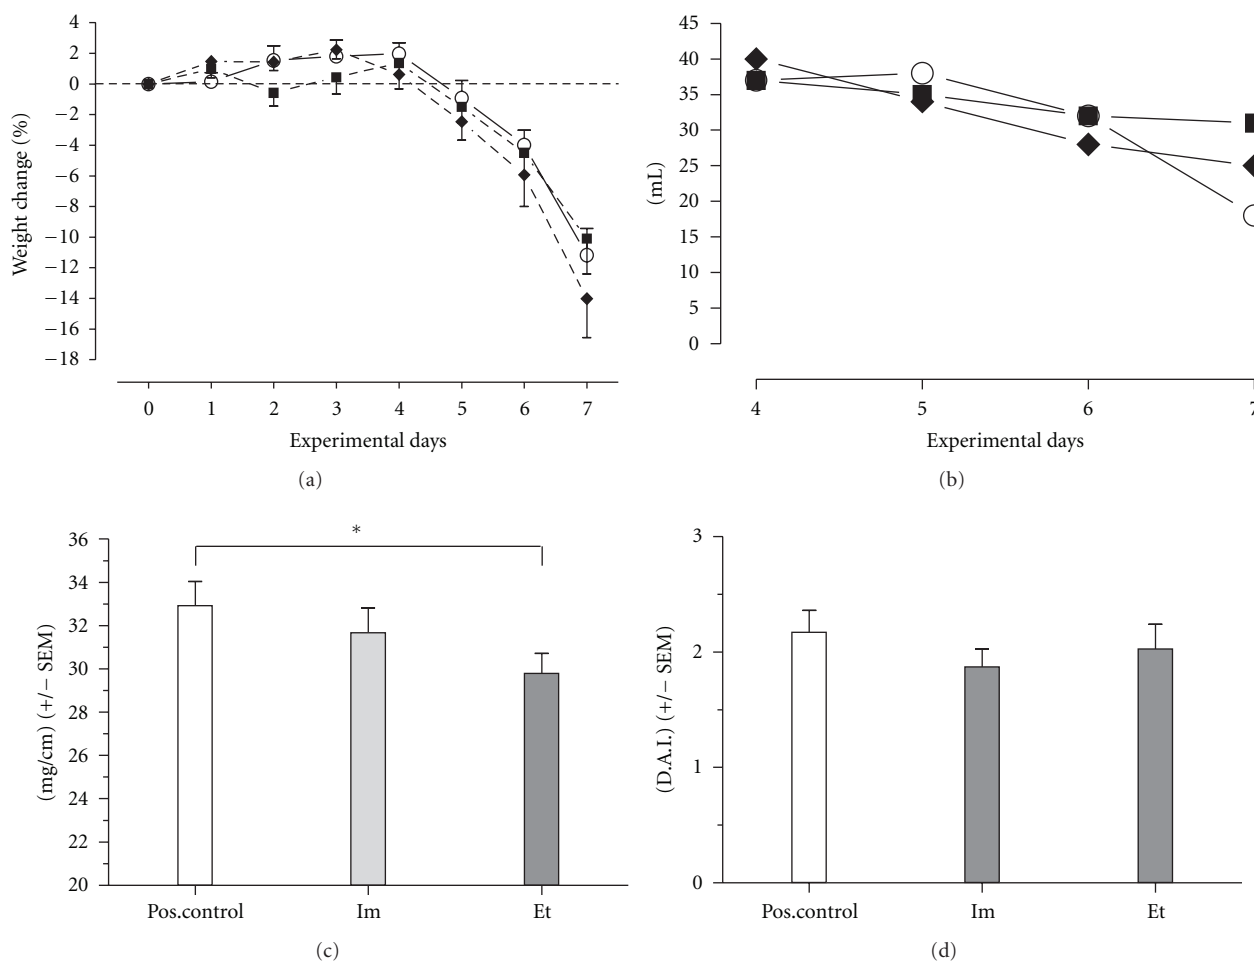 4
2
0
−2
−4
−6
−8
−10
−12
−14
−16
−18
Weight change (%)
0 1 2 3 4 5 6 7
Experimental days
(a)
45
40
35
30
25
20
15
10
5
0
(mL)
4 5 6 7
Experimental days
(b)
36
34
32
30
28
26
24
22
20
(mg/cm) (+/− SEM)
*
Pos.control Im Et
(c)
3
2
1
0
(D.A.I.) (+/− SEM)
Pos.control Im Et
(d)